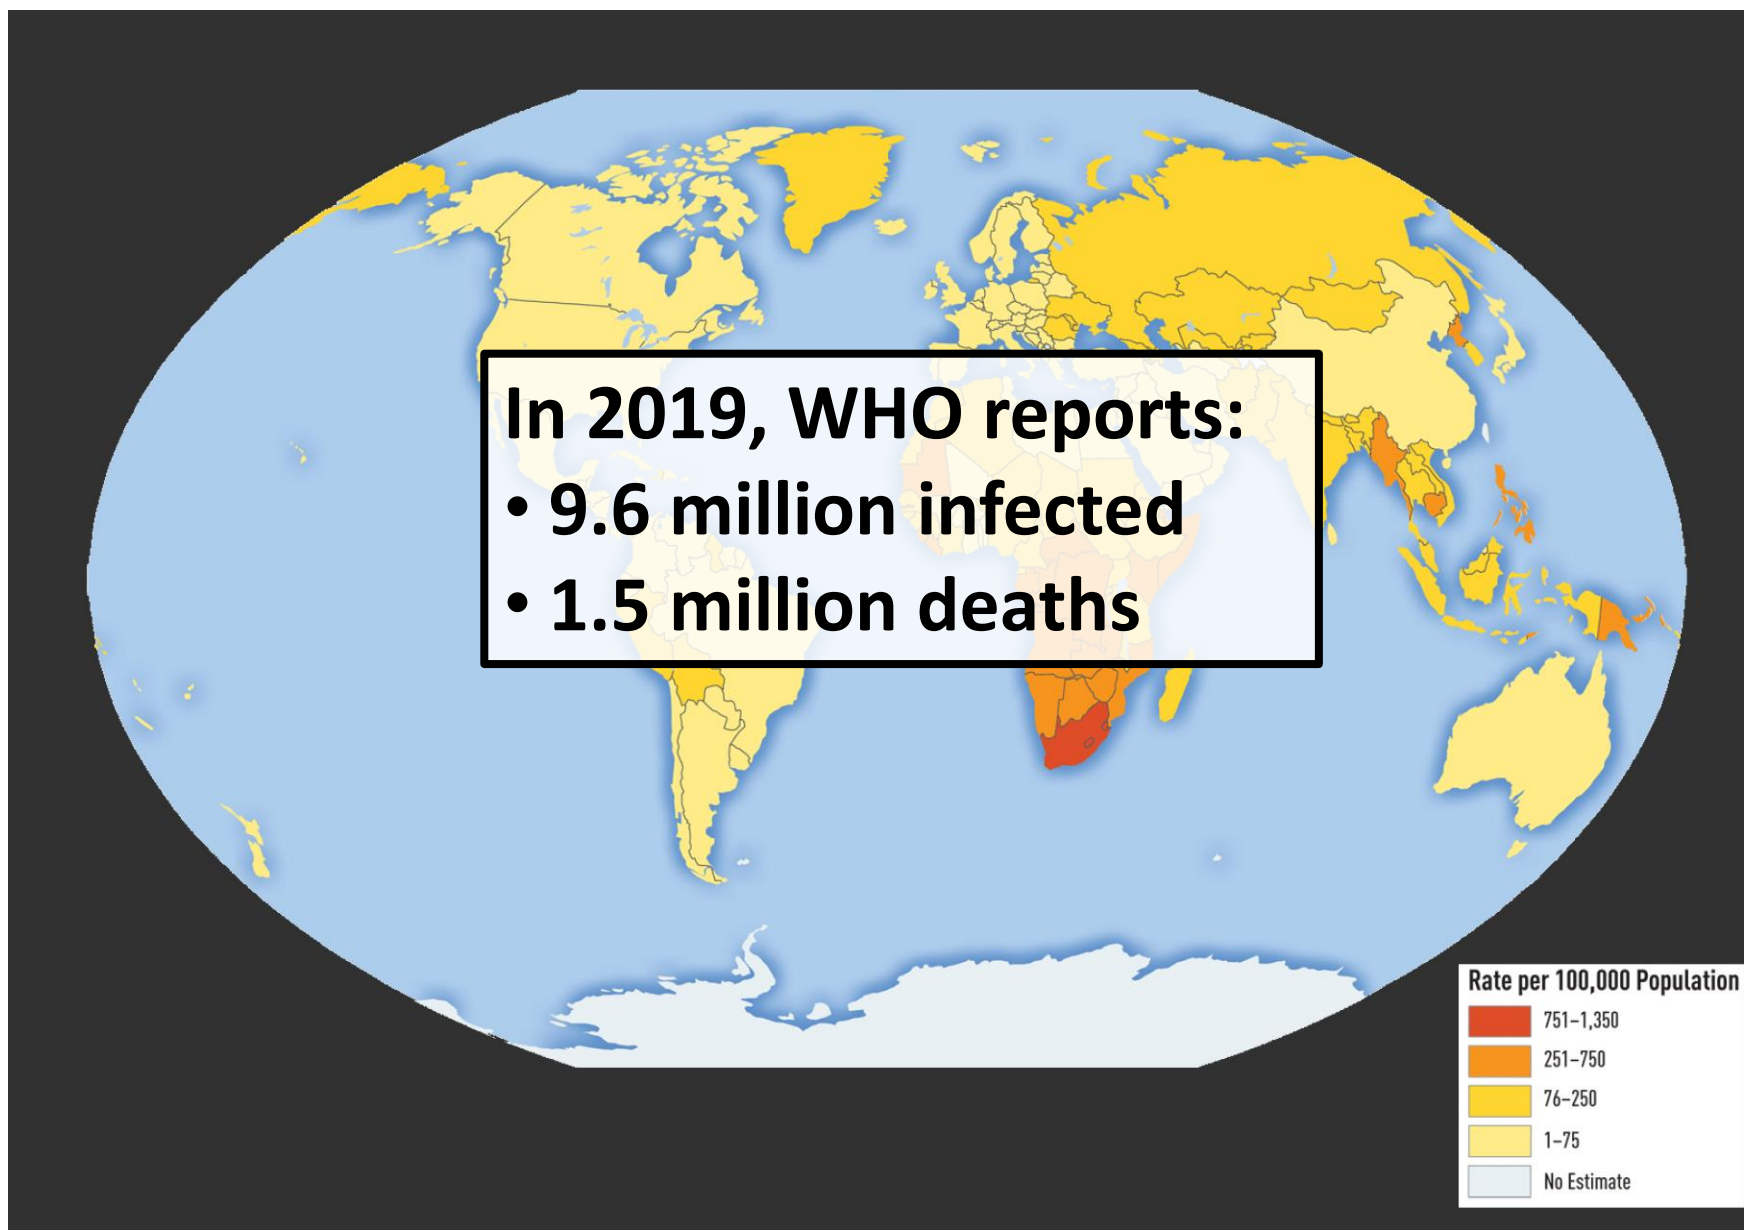 In 2019, WHO reports:
• 9.6 million infected
• 1.5 million deaths
Rate per 100,000 Population
751–1,350
251–750
76–250
1–75
No Estimate